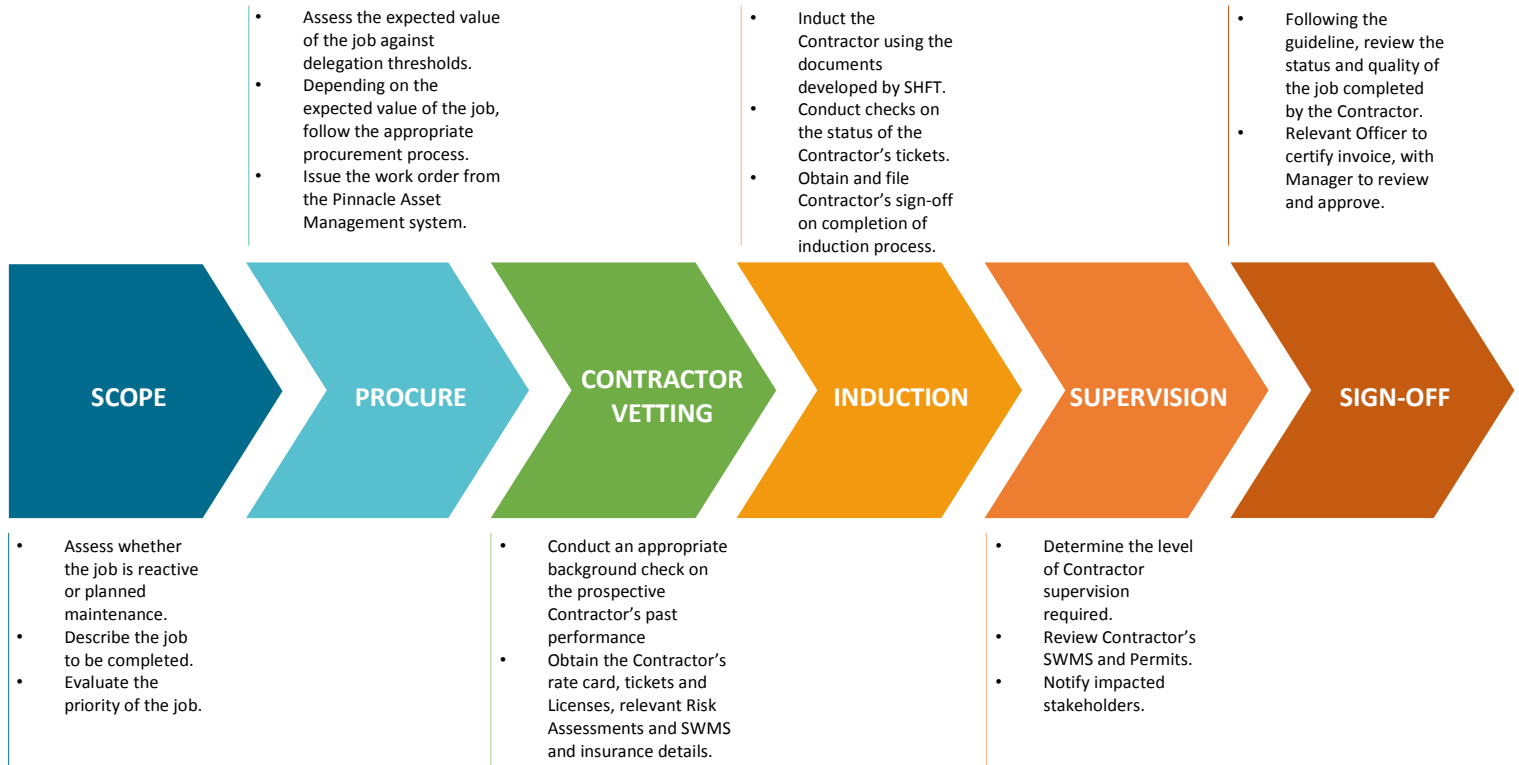 • Assess the expected value
of the job against
delegation thresholds.
• Depending on the
expected value of the job,
follow the appropriate
procurement process.
• Issue the work order from
the Pinnacle Asset
Management system.
• Induct the
Contractor using the
documents
developed by SHFT.
• Conduct checks on
the status of the
Contractor’s tickets.
• Obtain and file
Contractor’s sign-off
on completion of
induction process.
• Following the
guideline, review the
status and quality of
the job completed
by the Contractor.
• Relevant Officer to
certify invoice, with
Manager to review
and approve.
SCOPE
PROCURE
CONTRACTOR
VETTING
INDUCTION
SUPERVISION
SIGN-OFF
• Assess whether
the job is reactive
or planned
maintenance.
• Describe the job
to be completed.
• Evaluate the
priority of the job.
• Conduct an appropriate
background check on
the prospective
Contractor’s past
performance
• Obtain the Contractor’s
rate card, tickets and
Licenses, relevant Risk
Assessments and SWMS
and insurance details.
• Determine the level
of Contractor
supervision
required.
• Review Contractor’s
SWMS and Permits.
• Notify impacted
stakeholders.